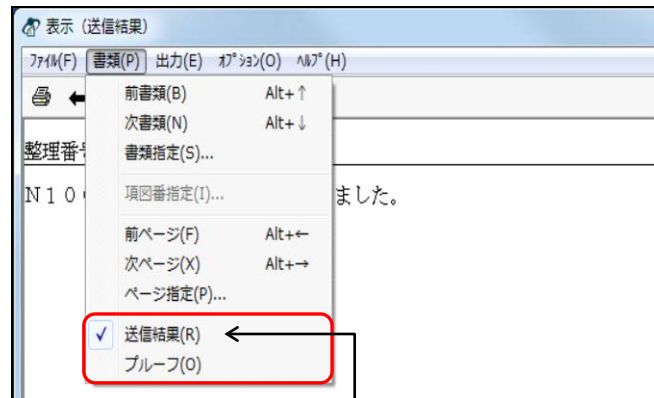 表示（送信結果）
ﾌｧｲﾙ(F) 書類(P) 出力(E) ｵﾌﾟｼｮﾝ(O) ﾍﾙﾌﾟ(H)
前書類(B) Alt+↑
次書類(N) Alt+↓
整理番
書類指定(S)...
N10
項図番指定(I)...
ました。
前ページ(F) Alt+←
次ページ(X) Alt+→
ページ指定(P)...
✓ 送信結果(R)
プルーフ(O)